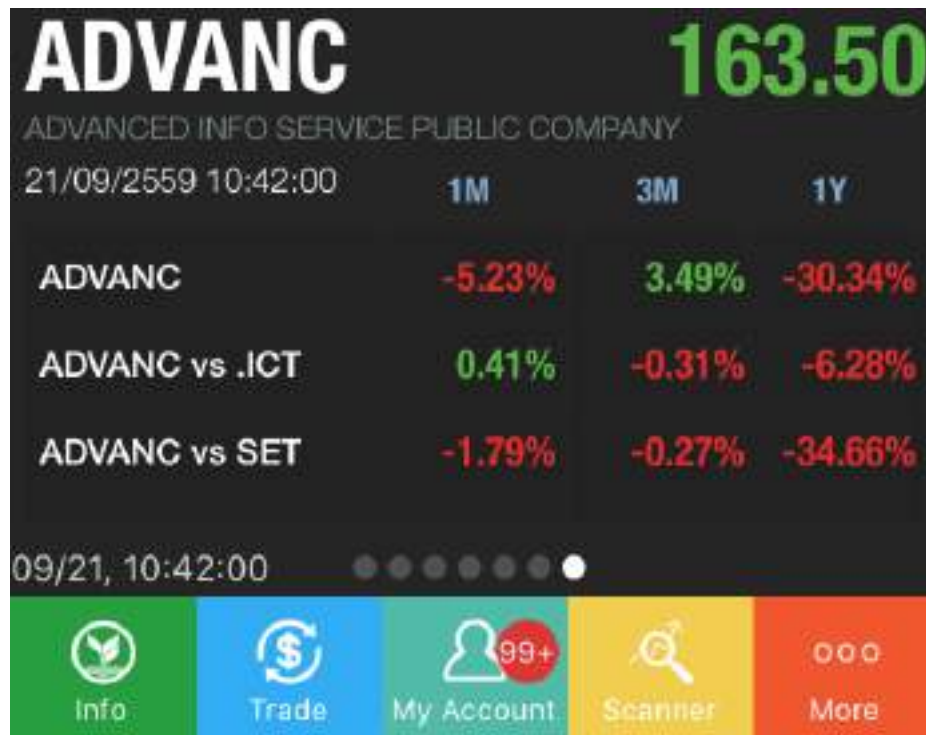 ADVANC 163.50
ADVANCED INFO SERVICE PUBLIC COMPANY
21/09/2559 10:42:00 1M 3M 1Y
ADVANC -5.23% 3.49% -30.34%
ADVANC vs .ICT 0.41% -0.31% -6.28%
ADVANC vs SET -1.79% -0.27% -34.66%
09/21, 10:42:00
99+
Info Trade My Account Scanner More